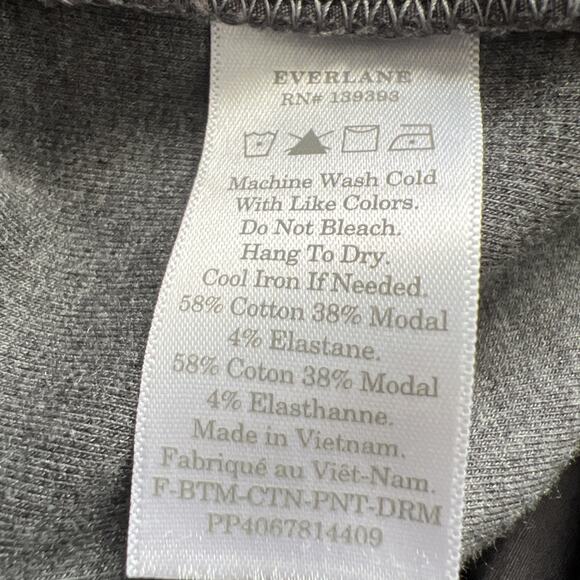 EVERLANE
RN# 139393
Machine Wash Cold
With Like Colors.
Do Not Bleach.
Hang To Dry.
Cool Iron If Needed.
58% Cotton 38% Modal
4% Elastane.
58% Coton 38% Modal
4% Elasthanne.
Made in Vietnam.
Fabriqué au Viêt-Nam.
F-BTM-CTN-PNT-DRM
PP4067814409